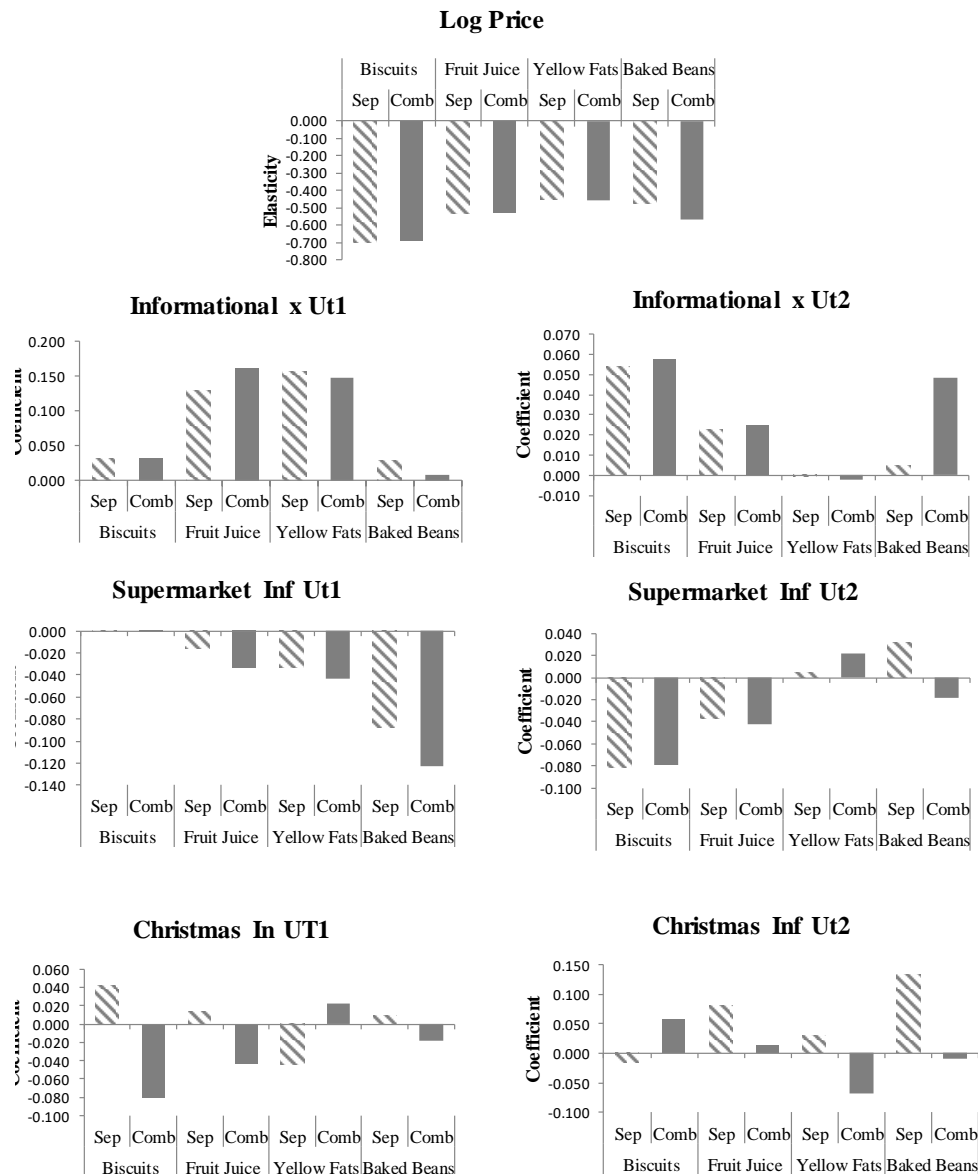 Log Price
Biscuits Fruit Juice Yellow Fats Baked Beans
Sep Comb Sep Comb Sep Comb Sep Comb
0.000
-0.100
-0.200
-0.300
-0.400
-0.500
-0.600
-0.700
-0.800
Elasticity
Informational x Ut1
0.200
0.150
0.100
0.050
0.000
Coefficient
Sep Comb Sep Comb Sep Comb Sep Comb
Biscuits Fruit Juice Yellow Fats Baked Beans
Informational x Ut2
0.070
0.060
0.050
0.040
0.030
0.020
0.010
0.000
-0.010
Coefficient
Sep Comb Sep Comb Sep Comb Sep Comb
Biscuits Fruit Juice Yellow Fats Baked Beans
Supermarket Inf Ut1
0.000
-0.020
-0.040
-0.060
-0.080
-0.100
-0.120
-0.140
Sep Comb Sep Comb Sep Comb Sep Comb
Biscuits Fruit Juice Yellow Fats Baked Beans
Supermarket Inf Ut2
0.040
0.020
0.000
-0.020
-0.040
-0.060
-0.080
-0.100
Coefficient
Sep Comb Sep Comb Sep Comb Sep Comb
Biscuits Fruit Juice Yellow Fats Baked Beans
Christmas In UT1
0.060
0.040
0.020
0.000
-0.020
-0.040
-0.060
-0.080
-0.100
Coefficient
Sep Comb Sep Comb Sep Comb Sep Comb
Biscuits Fruit Juice Yellow Fats Baked Beans
Christmas Inf Ut2
0.150
0.100
0.050
0.000
-0.050
-0.100
Coefficient
Sep Comb Sep Comb Sep Comb Sep Comb
Biscuits Fruit Juice Yellow Fats Baked Beans